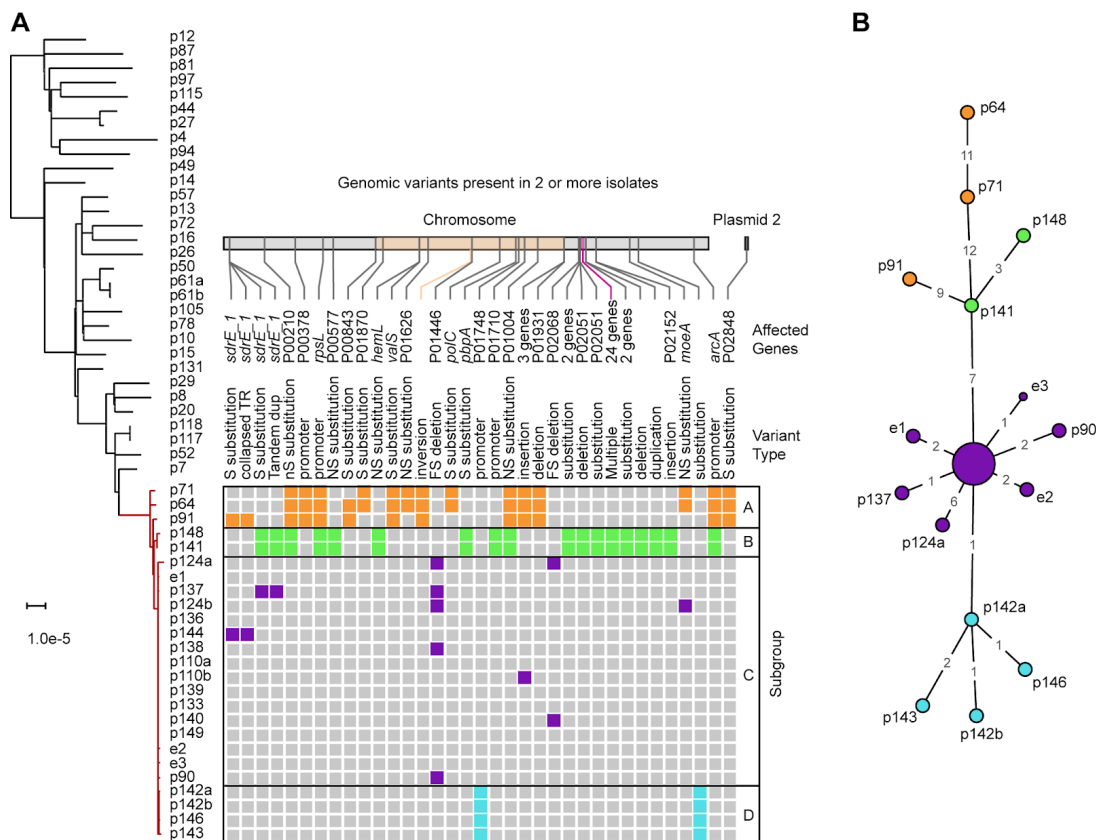 A
B
p12
p87
p81
p97
p115
p44
p27
p4
p94
p49
p14
p57
p13
p72
p16
p26
p50
p61a
p61b
p105
p78
p10
p15
p131
p29
p8
p20
p118
p117
p52
p7
p71
p64
p91
p148
p141
p124a
e1
p137
p124b
p136
p144
p138
p110a
p110b
p139
p133
p140
p149
e2
e3
p90
p142a
p142b
p146
p143
1.0e-5
Genomic variants present in 2 or more isolates
Chromosome
Plasmid 2
sdrE_1
sdrE_1
sdrE_1
sdrE_1
P00210
P00378
rpsL
P00577
P00843
P01870
hemL
valS
P01626
P01446
polC
pbpA
P01748
P01710
P01004
3 genes
P01931
P02068
2 genes
P02051
P02051
24 genes
2 genes
P02152
moeA
arcA
P02848
Affected
Genes
S substitution
collapsed TR
S substitution
Tandem dup
nS substitution
promoter
promoter
NS substitution
S substitution
S substitution
NS substitution
S substitution
NS substitution
inversion
FS deletion
S substitution
S substitution
promoter
promoter
NS substitution
insertion
deletion
FS deletion
substitution
deletion
substitution
Multiple
substitution
deletion
duplication
insertion
NS substitution
substitution
promoter
S substitution
Variant
Type
A
B
C
D
Subgroup
p64
11
p71
p148
12
3
p91
9
p141
7
e3
1
e1
p90
2
2
p137
1
2
e2
6
p124a
1
p142a
1
2
p146
1
p143
p142b